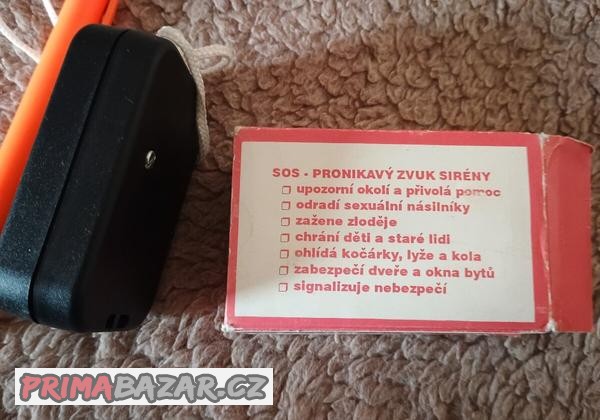 SOS - PRONIKAVÝ ZVUK SIRÉNY
upozorní okolí a přivolá pomoc
odradí sexuální násilníky
zažene zloděje
chrání děti a staré lidi
ohlídá kočárky, lyže a kola
zabezpečí dveře a okna bytů
signalizuje nebezpečí
PRIMABAZAR.CZ